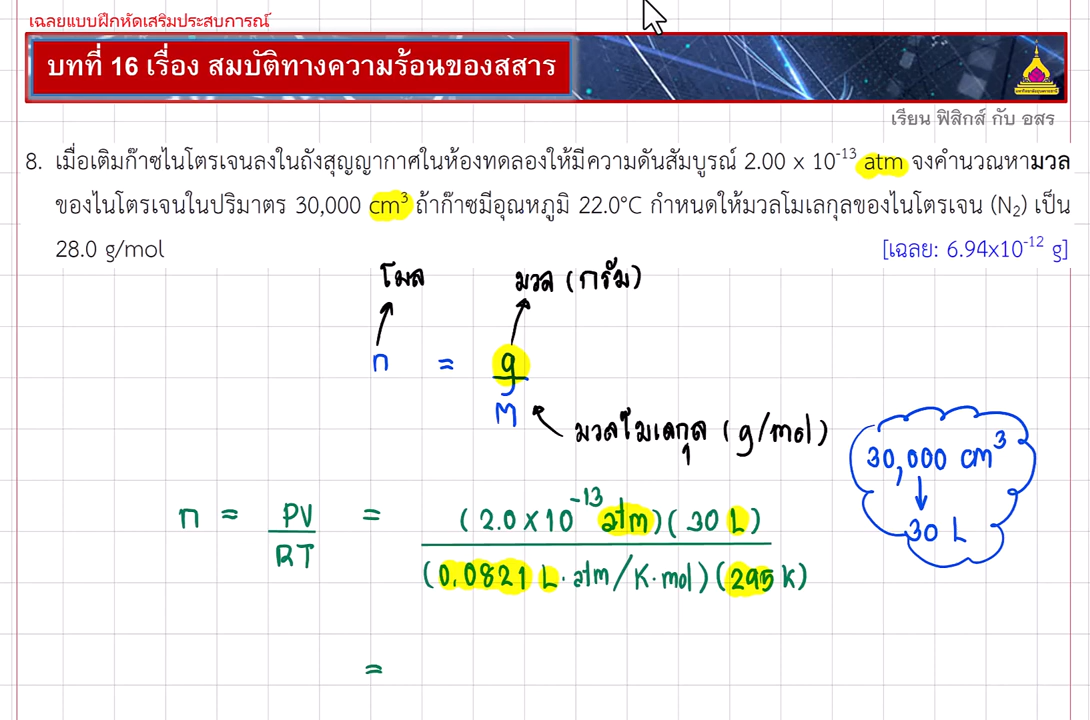 เฉลยแบบฝึกหัดเสริมประสบการณ์
บทที่ 16 เรื่อง สมบัติทางความร้อนของสสาร
เรียน ฟิสิกส์ กับ อสร
8. เมื่อเติมก๊าซไนโตรเจนลงในถังสุญญากาศในห้องทดลองให้มีความดันสัมบูรณ์ 2.00 x 10⁻¹³ atm จงคำนวณหามวล
ของไนโตรเจนในปริมาตร 30,000 cm³ ถ้าก๊าซมีอุณหภูมิ 22.0°C กำหนดให้มวลโมเลกุลของไนโตรเจน (N₂) เป็น
28.0 g/mol [เฉลย: 6.94x10⁻¹² g]
โมล มวล (กรัม)
n = g/M
มวลโมเลกุล (g/mol)
30,000 cm³
↓
30 L
n = PV/RT = (2.0 x 10⁻¹³ atm)(30 L)
(0.0821 L·atm/K·mol)(295 K)
=